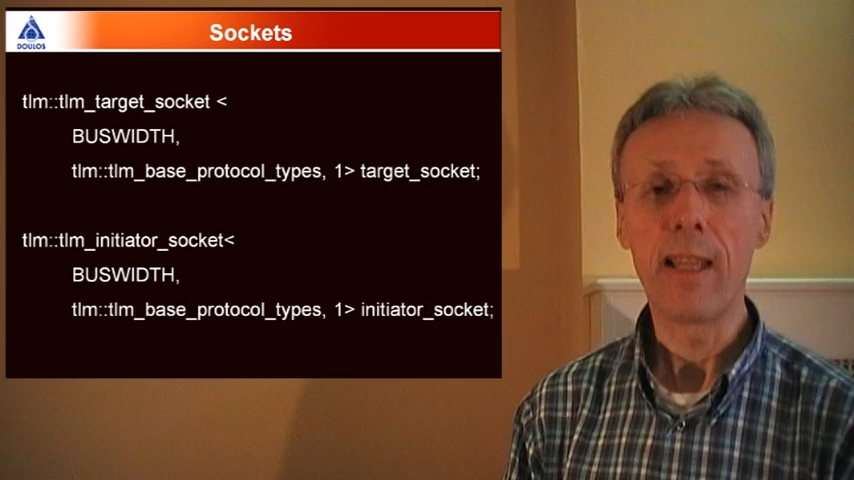 DOULOS
Sockets
tlm::tlm_target_socket <
BUSWIDTH,
tlm::tlm_base_protocol_types, 1> target_socket;
tlm::tlm_initiator_socket<
BUSWIDTH,
tlm::tlm_base_protocol_types, 1> initiator_socket;